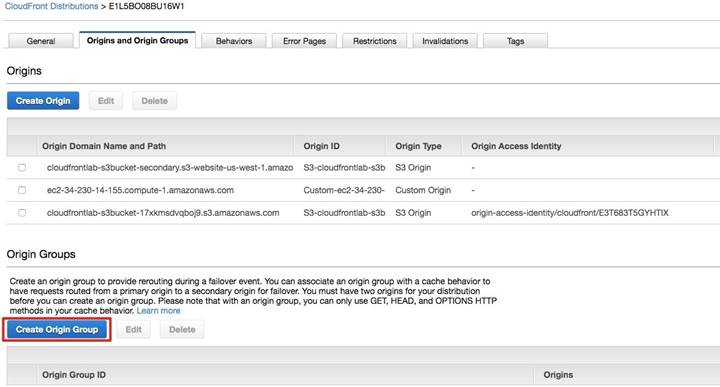 CloudFront Distributions > E1L5BO08BU16W1
General Origins and Origin Groups Behaviors Error Pages Restrictions Invalidations Tags
Origins
Create Origin Edit Delete
Origin Domain Name and Path Origin ID Origin Type Origin Access Identity
cloudfrontlab-s3bucket-secondary.s3-website-us-west-1.amazo S3-cloudfrontlab-s3b S3 Origin -
ec2-34-230-14-155.compute-1.amazonaws.com Custom-ec2-34-230- Custom Origin -
cloudfrontlab-s3bucket-17xkmsdvqboj9.s3.amazonaws.com S3-cloudfrontlab-s3b S3 Origin origin-access-identity/cloudfront/E3T683T5GYHTIX
Origin Groups
Create an origin group to provide rerouting during a failover event. You can associate an origin group with a cache behavior to
have requests routed from a primary origin to a secondary origin for failover. You must have two origins for your distribution
before you can create an origin group. Please note that with an origin group, you can only use GET, HEAD, and OPTIONS HTTP
methods in your cache behavior. Learn more
Create Origin Group Edit Delete
Origin Group ID Origins